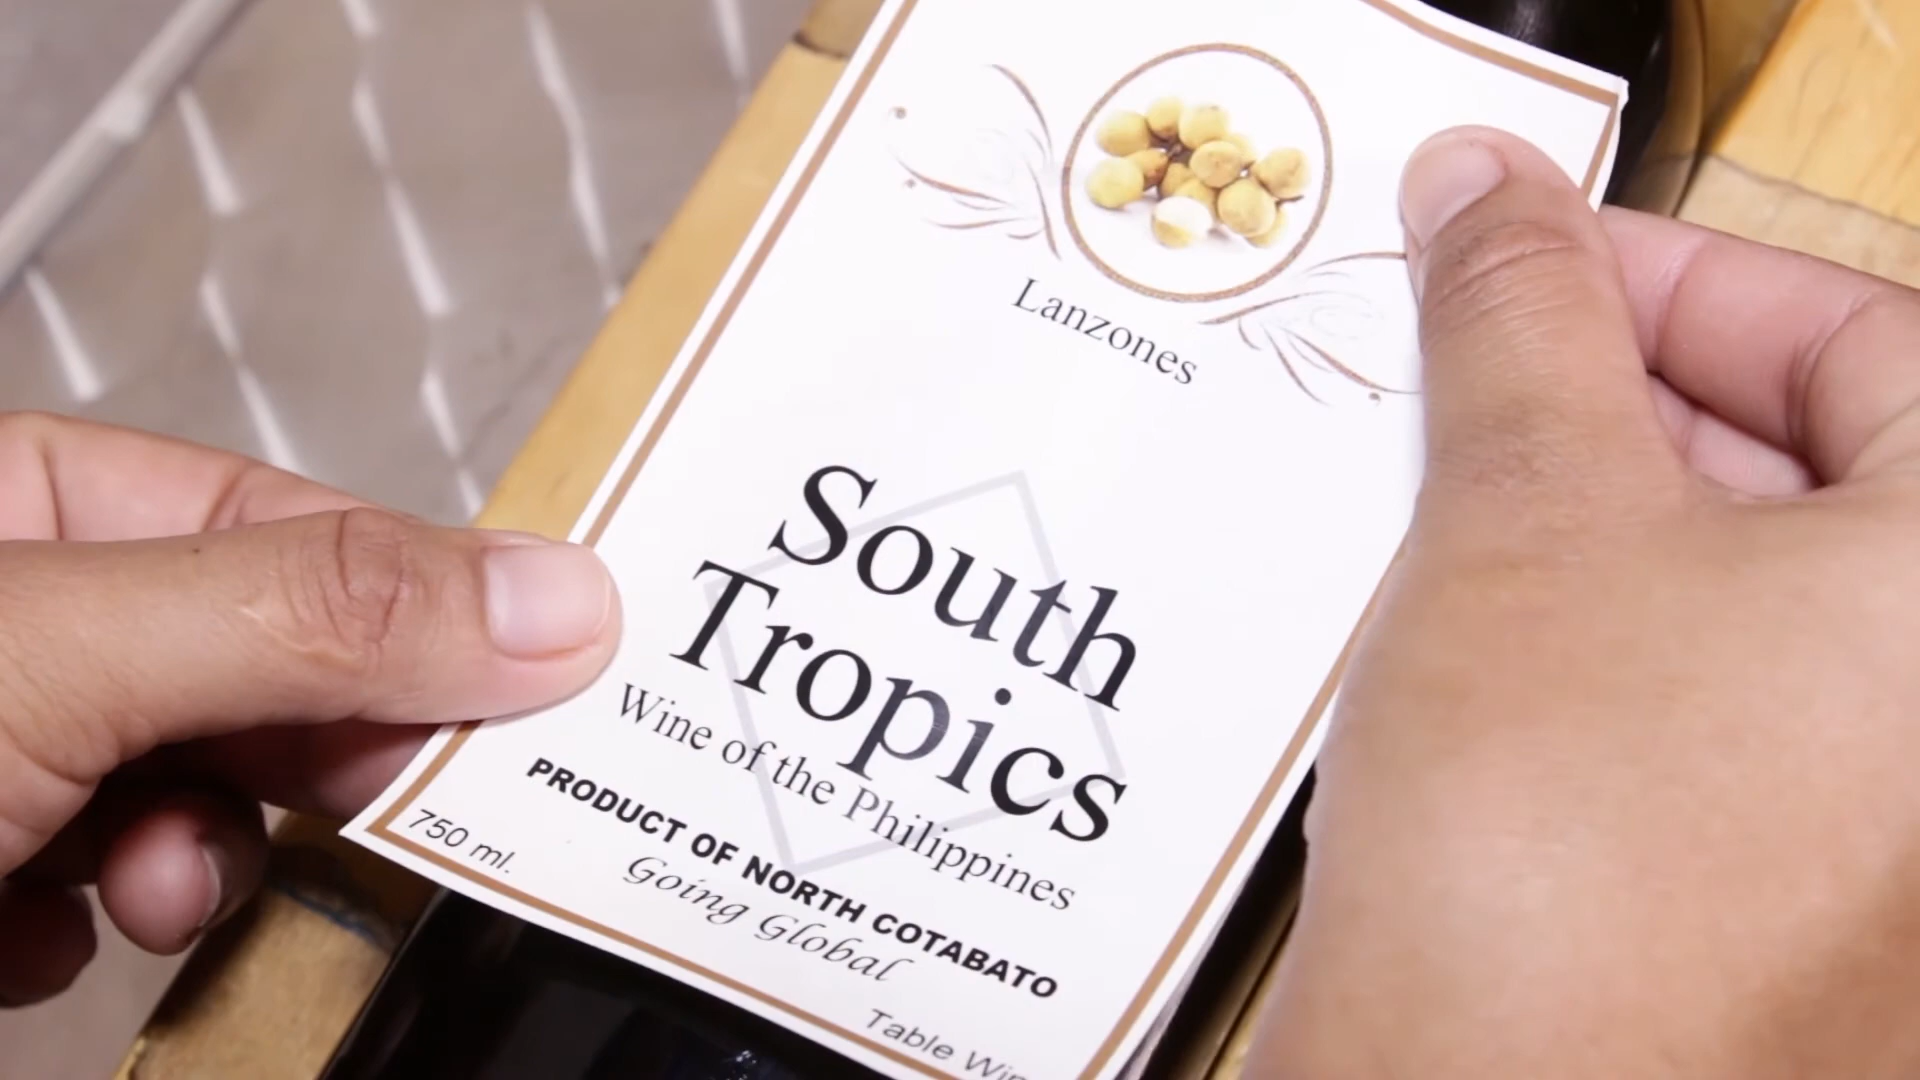 Lanzones
South
Tropics
Wine of the Philippines
PRODUCT OF NORTH COTABATO
750 ml.
Going Global
Table